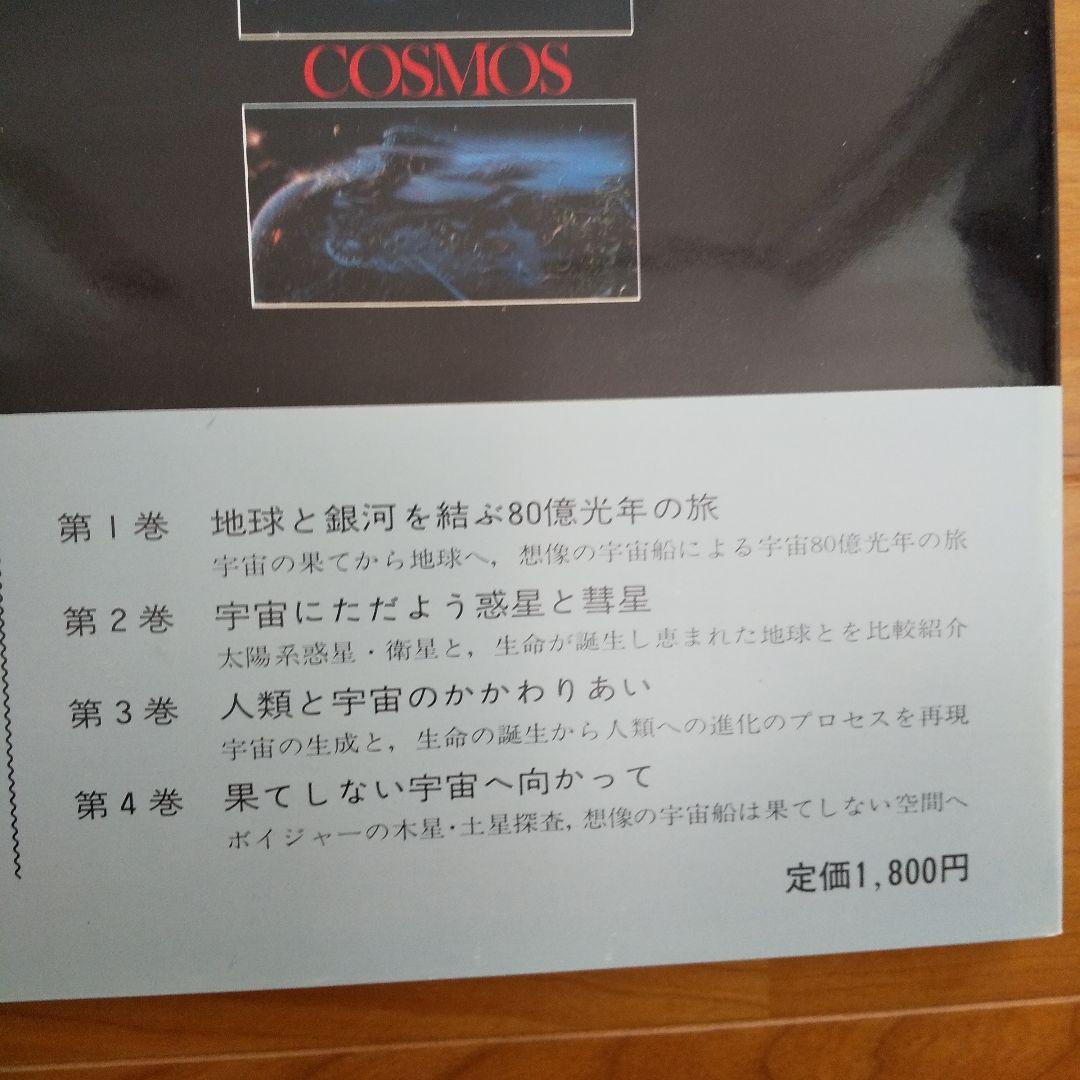 COSMOS
第1巻 地球と銀河を結ぶ80億光年の旅
宇宙の果てから地球へ,想像の宇宙船による宇宙80億光年の旅
第2巻 宇宙にただよう惑星と彗星
太陽系惑星・衛星と,生命が誕生し恵まれた地球とを比較紹介
第3巻 人類と宇宙のかかわりあい
宇宙の生成と,生命の誕生から人類への進化のプロセスを再現
第4巻 果てしない宇宙へ向かって
ボイジャーの木星・土星探査,想像の宇宙船は果てしない空間へ
定価1,800円